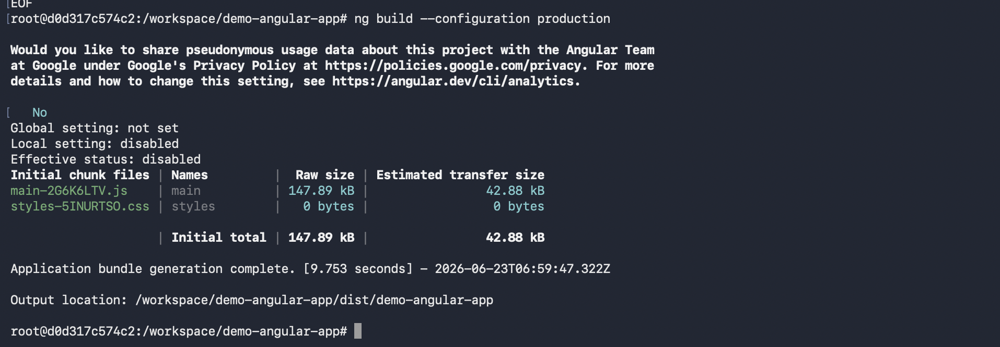 [EOF
[root@d0d317c574c2:/workspace/demo-angular-app# ng build --configuration production
Would you like to share pseudonymous usage data about this project with the Angular Team
at Google under Google's Privacy Policy at https://policies.google.com/privacy. For more
details and how to change this setting, see https://angular.dev/cli/analytics.
[   No
Global setting: not set
Local setting: disabled
Effective status: disabled
Initial chunk files | Names         |  Raw size | Estimated transfer size
main-2G6K6LTV.js    | main          | 147.89 kB |                42.88 kB
styles-5INURTSO.css | styles        |   0 bytes |                 0 bytes
                    | Initial total | 147.89 kB |                42.88 kB
Application bundle generation complete. [9.753 seconds] - 2026-06-23T06:59:47.322Z
Output location: /workspace/demo-angular-app/dist/demo-angular-app
root@d0d317c574c2:/workspace/demo-angular-app#